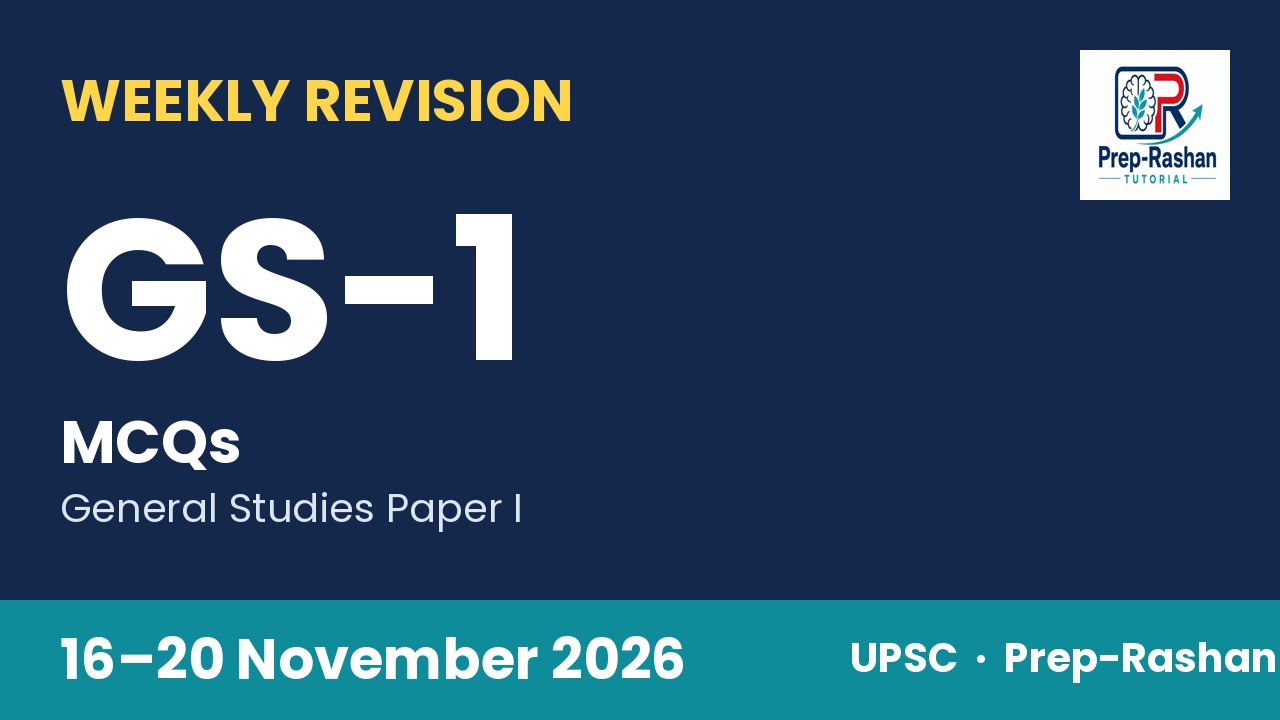 WEEKLY REVISION
Prep-Rashan
TUTORIAL
GS-1
MCQs
General Studies Paper I
16–20 November 2026
UPSC · Prep-Rashan